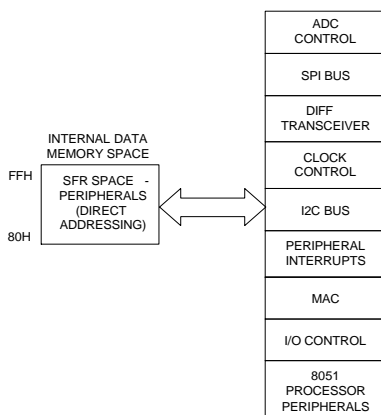 INTERNAL DATA
MEMORY SPACE
FFH
SFR SPACE -
PERIPHERALS
(DIRECT
ADDRESSING)
80H
ADC
CONTROL
SPI BUS
DIFF
TRANSCEIVER
CLOCK
CONTROL
I2C BUS
PERIPHERAL
INTERRUPTS
MAC
I/O CONTROL
8051
PROCESSOR
PERIPHERALS